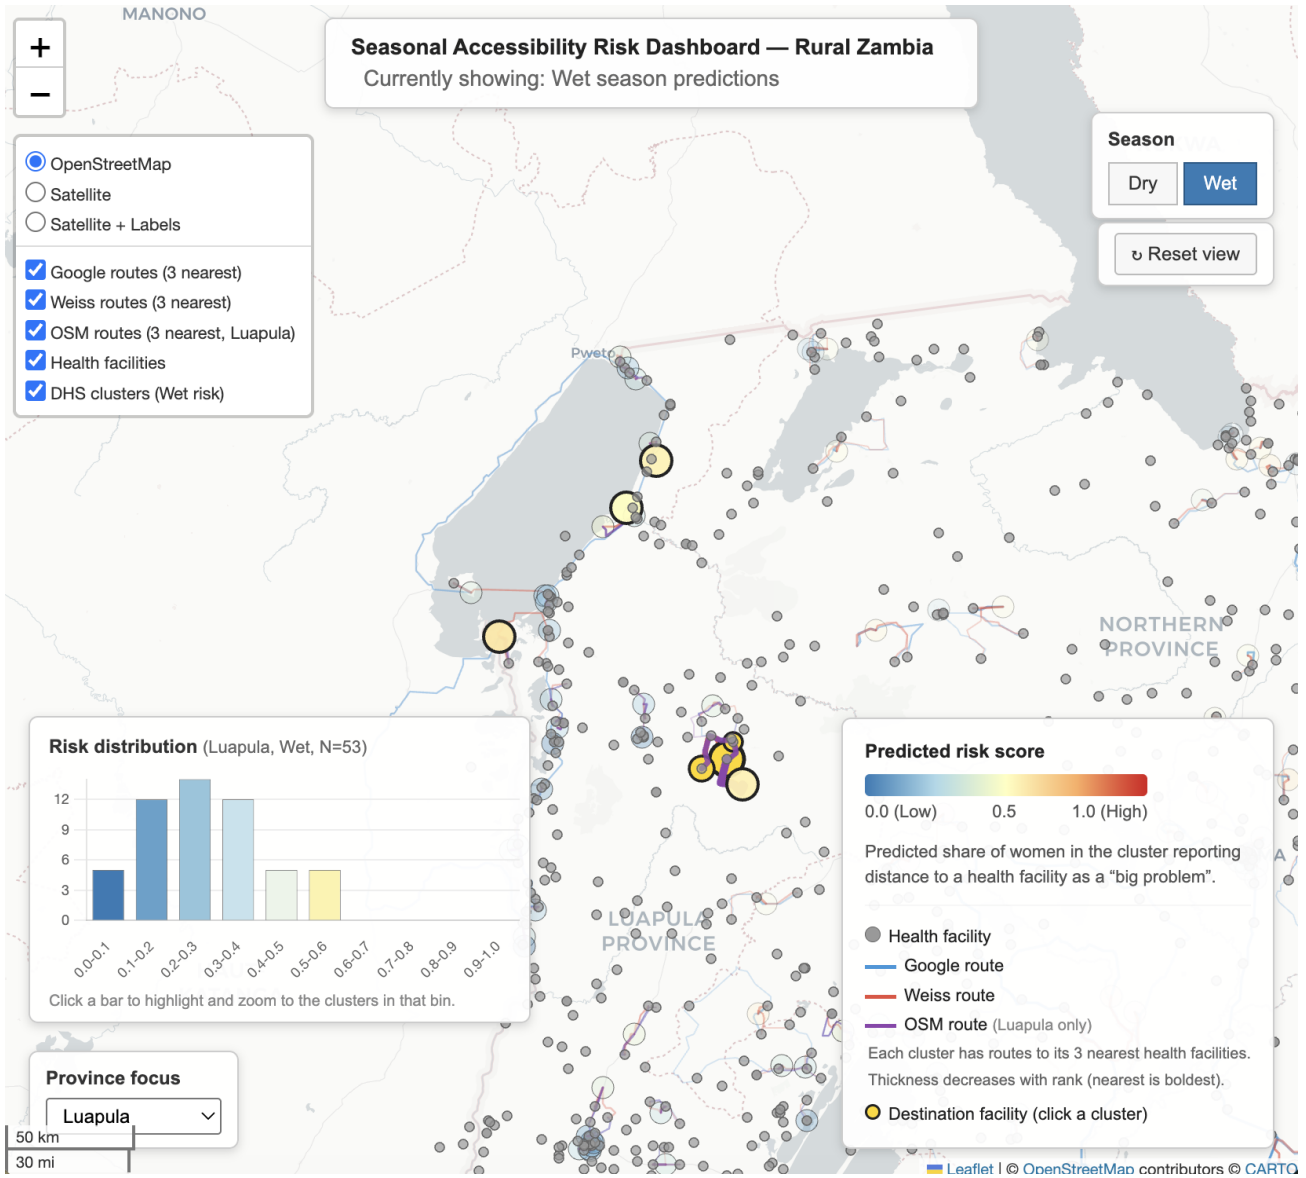 MANONO
+
−
Seasonal Accessibility Risk Dashboard — Rural Zambia
Currently showing: Wet season predictions
Season
Dry
Wet
↻ Reset view
OpenStreetMap
Satellite
Satellite + Labels
Google routes (3 nearest)
Weiss routes (3 nearest)
OSM routes (3 nearest, Luapula)
Health facilities
DHS clusters (Wet risk)
Pweto
NORTHERN
PROVINCE
LUAPULA
PROVINCE
Risk distribution (Luapula, Wet, N=53)
12
9
6
3
0
0.0-0.1
0.1-0.2
0.2-0.3
0.3-0.4
0.4-0.5
0.5-0.6
0.6-0.7
0.7-0.8
0.8-0.9
0.9-1.0
Click a bar to highlight and zoom to the clusters in that bin.
Predicted risk score
0.0 (Low)
0.5
1.0 (High)
Predicted share of women in the cluster reporting
distance to a health facility as a “big problem”.
Health facility
Google route
Weiss route
OSM route (Luapula only)
Each cluster has routes to its 3 nearest health facilities.
Thickness decreases with rank (nearest is boldest).
Destination facility (click a cluster)
Province focus
Luapula
50 km
30 mi
Leaflet | © OpenStreetMap contributors © CARTO